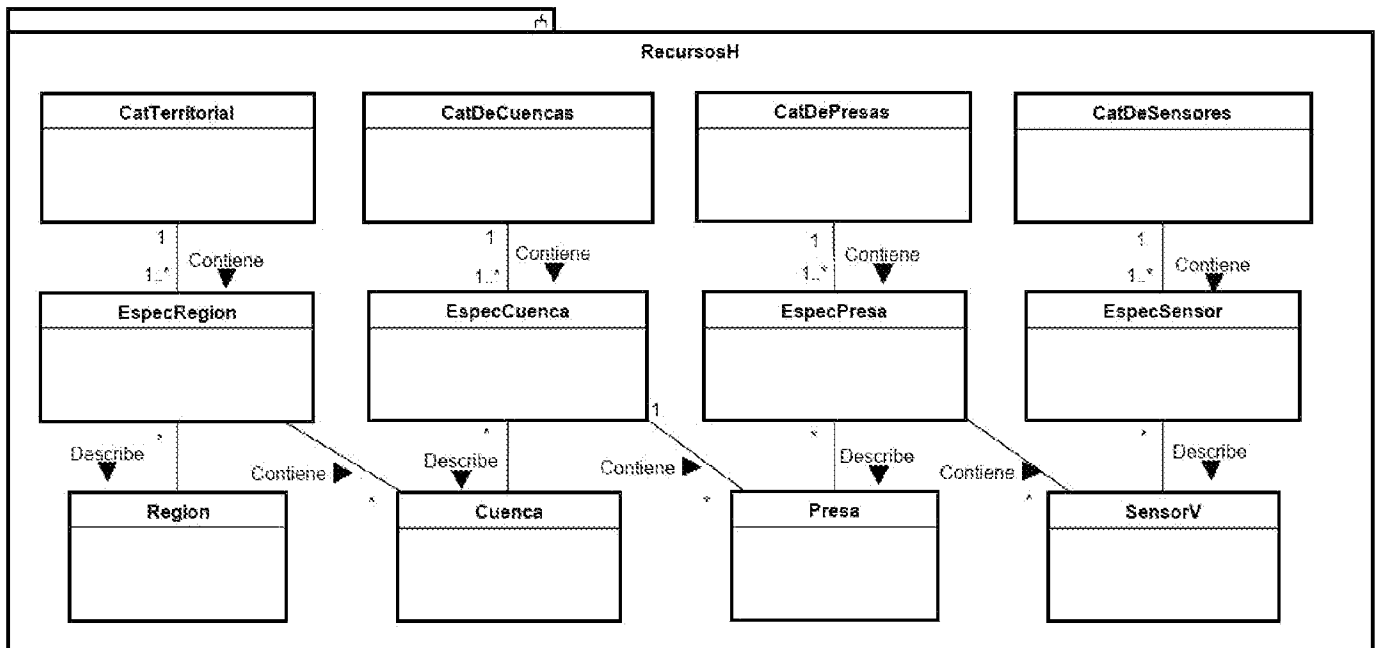 RecursosH
CatTerritorial
CatDeCuencas
CatDePresas
CatDeSensores
1
1
1
1
Contiene
Contiene
Contiene
Contiene
1..*
1..*
1..*
1..*
EspecRegion
EspecCuenca
EspecPresa
EspecSensor
1
*
*
*
*
Describe
Describe
Describe
Describe
Contiene
Contiene
Contiene
*
*
*
Region
Cuenca
Presa
SensorV